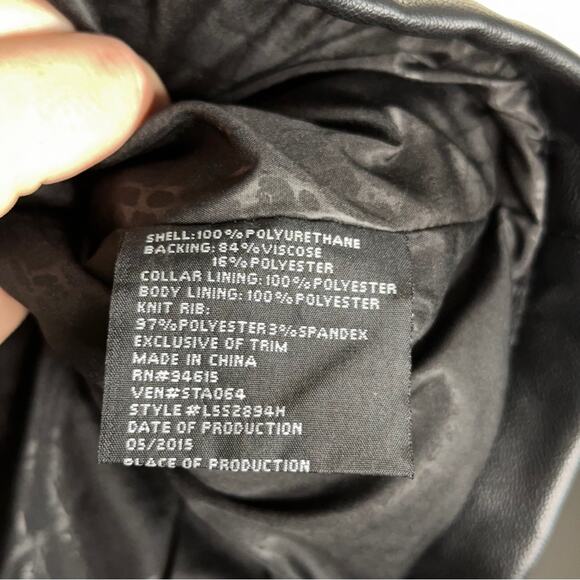 SHELL:100%POLYURETHANE
BACKING: 84%VISCOSE
16%POLYESTER
COLLAR LINING: 100%POLYESTER
BODY LINING: 100%POLYESTER
KNIT RIB:
97%POLYESTER3%SPANDEX
EXCLUSIVE OF TRIM
MADE IN CHINA
RN#94615
VEN#STA064
STYLE #L5S2894H
DATE OF PRODUCTION
05/2015
PLACE OF PRODUCTION